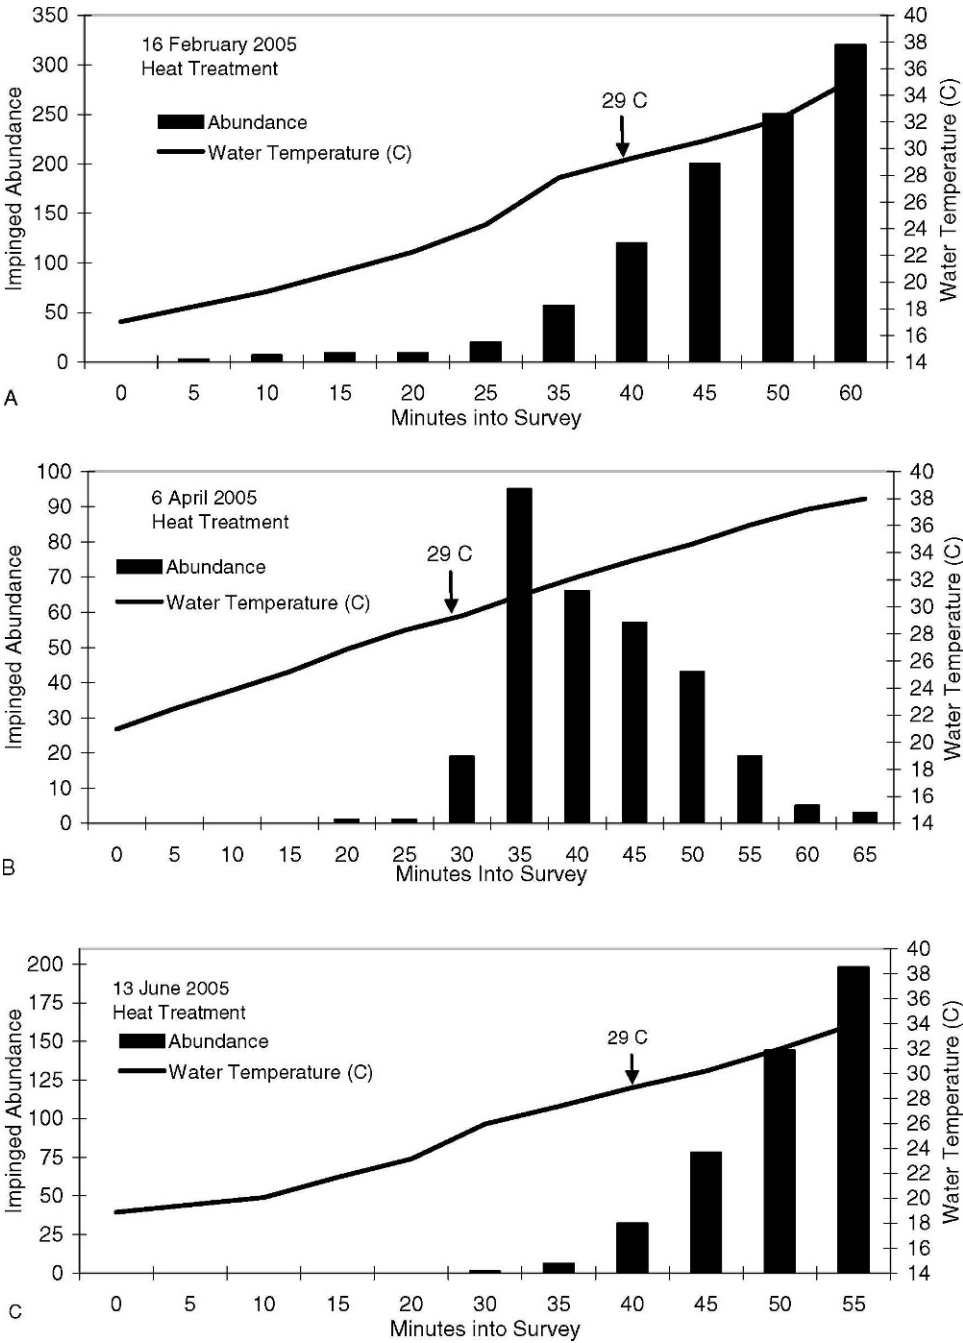 350
300
250
200
150
100
50
0
Impinged Abundance
16 February 2005
Heat Treatment
Abundance
Water Temperature (C)
29 C
40
38
36
34
32
30
28
26
24
22
20
18
16
14
Water Temperature (C)
0 5 10 15 20 25 35 40 45 50 60
Minutes into Survey
A
100
90
80
70
60
50
40
30
20
10
0
Impinged Abundance
6 April 2005
Heat Treatment
Abundance
Water Temperature (C)
29 C
40
38
36
34
32
30
28
26
24
22
20
18
16
14
Water Temperature (C)
0 5 10 15 20 25 30 35 40 45 50 55 60 65
Minutes Into Survey
B
200
175
150
125
100
75
50
25
0
Impinged Abundance
13 June 2005
Heat Treatment
Abundance
Water Temperature (C)
29 C
40
38
36
34
32
30
28
26
24
22
20
18
16
14
Water Temperature (C)
0 5 10 15 20 30 35 40 45 50 55
Minutes into Survey
C